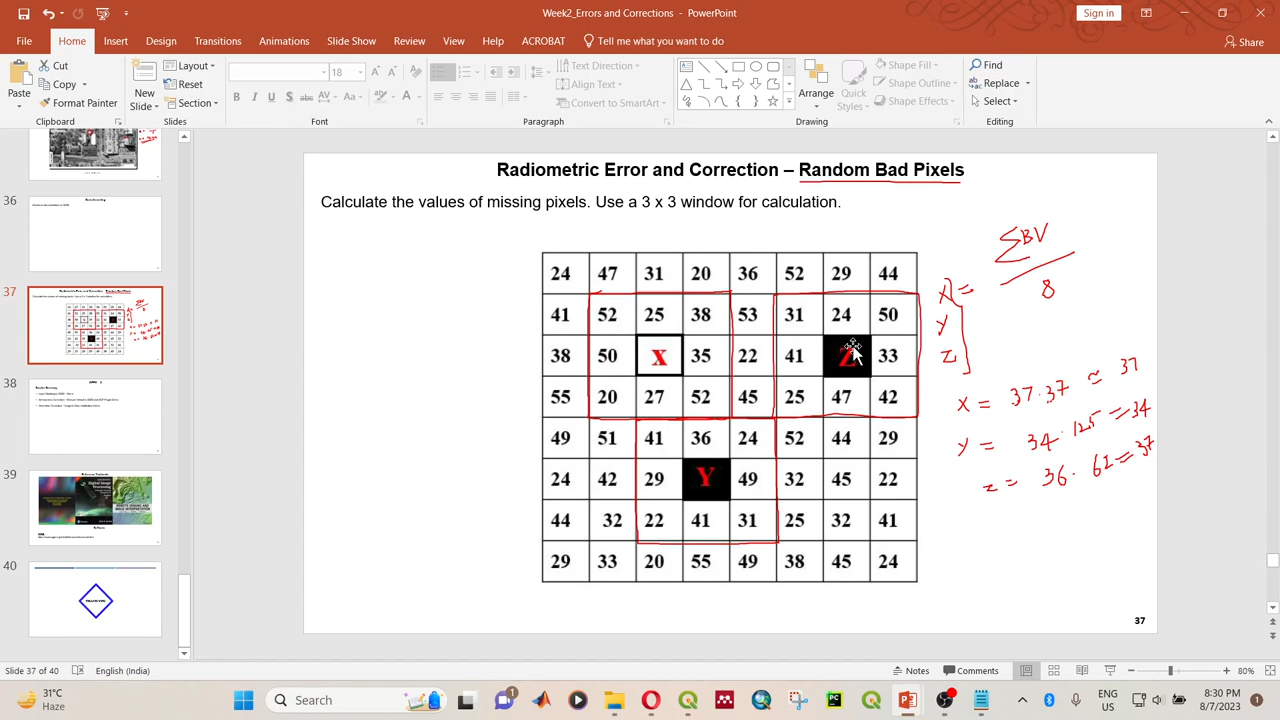 Week2_Errors and Corrections - PowerPoint
Sign in
File Home Insert Design Transitions Animations Slide Show Review View Help ACROBAT Tell me what you want to do Share
Paste
Cut
Copy
Format Painter
Clipboard
New Slide
Layout
Reset
Section
Slides
18
Font
Text Direction
Align Text
Convert to SmartArt
Paragraph
Arrange
Quick Styles
Shape Fill
Shape Outline
Shape Effects
Drawing
Find
Replace
Select
Editing
36
37
38
39
40
THANK YOU
Radiometric Error and Correction – Random Bad Pixels
Calculate the values of missing pixels. Use a 3 x 3 window for calculation.
24 47 31 20 36 52 29 44
41 52 25 38 53 31 24 50
38 50 X 35 22 41 Z 33
55 20 27 52 45 25 47 42
49 51 41 36 24 52 44 29
24 42 29 Y 49 32 45 22
44 32 22 41 31 25 32 41
29 33 20 55 49 38 45 24
∑BV
X = 8
Y
Z
X = 37.37 ≈ 37
Y = 34.125 = 34
Z = 36.62 = 37
37
Slide 37 of 40 English (India) Notes Comments 80%
31°C
Haze
Search
1
ENG
US
8:30 PM
8/7/2023